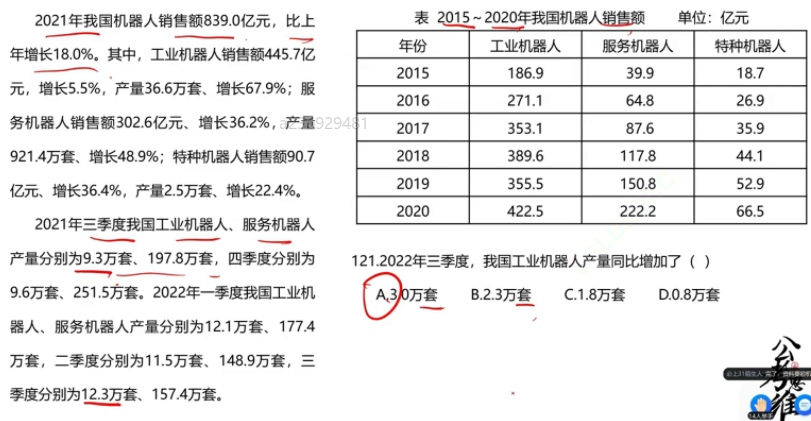 2021年我国机器人销售额839.0亿元，比上
年增长18.0%。其中，工业机器人销售额445.7亿
元，增长5.5%，产量36.6万套、增长67.9%；服
务机器人销售额302.6亿元、增长36.2%，产量
921.4万套、增长48.9%；特种机器人销售额90.7
亿元、增长36.4%，产量2.5万套、增长22.4%。
2021年三季度我国工业机器人、服务机器人
产量分别为9.3万套、197.8万套，四季度分别为
9.6万套、251.5万套。2022年一季度我国工业机
器人、服务机器人产量分别为12.1万套、177.4
万套，二季度分别为11.5万套、148.9万套，三
季度分别为12.3万套、157.4万套。
表 2015～2020年我国机器人销售额 单位：亿元
年份 工业机器人 服务机器人 特种机器人
2015 186.9 39.9 18.7
2016 271.1 64.8 26.9
2017 353.1 87.6 35.9
2018 389.6 117.8 44.1
2019 355.5 150.8 52.9
2020 422.5 222.2 66.5
121.2022年三季度，我国工业机器人产量同比增加了（ ）
A.3.0万套 B.2.3万套 C.1.8万套 D.0.8万套
公考思维